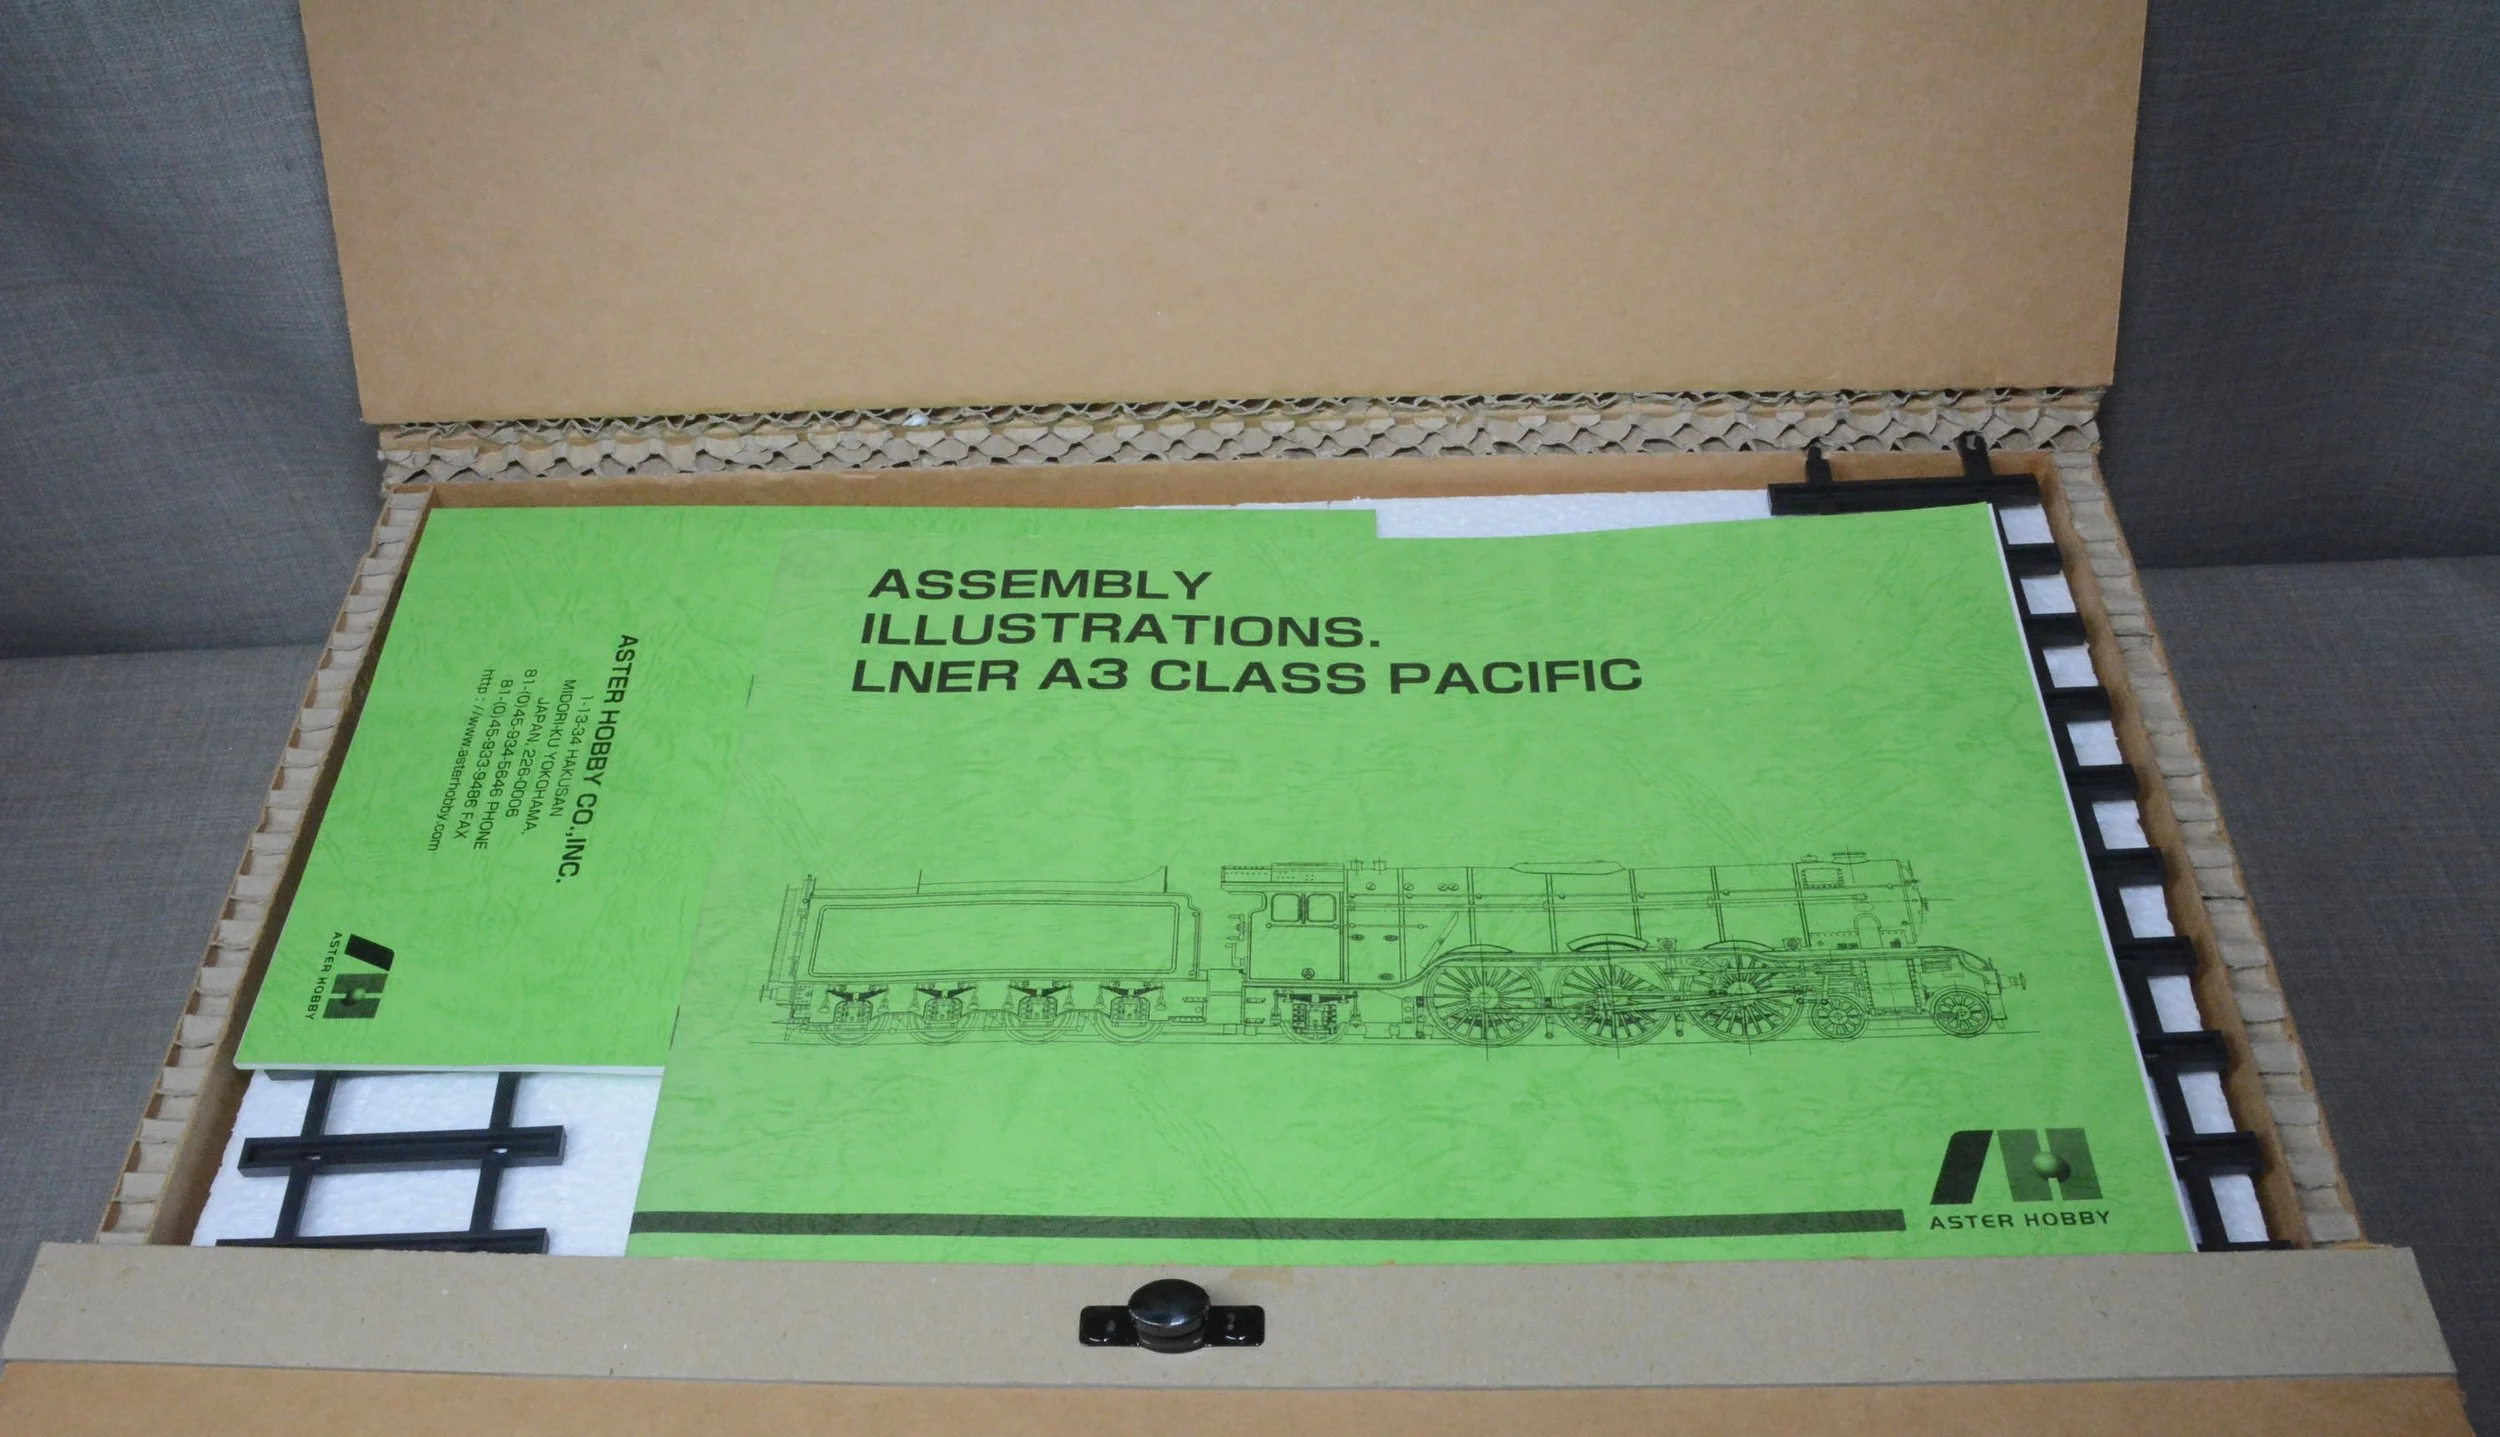 ASSEMBLY
ILLUSTRATIONS.
LNER A3 CLASS PACIFIC
ASTER HOBBY
ASTER HOBBY CO.,INC.
1-13-34 HAKUSAN
MIDORI-KU YOKOHAMA,
JAPAN, 226-0006
81-(0)45-934-5646 PHONE
81-(0)45-933-9486 FAX
http://www.asterhobby.com
ASTER HOBBY